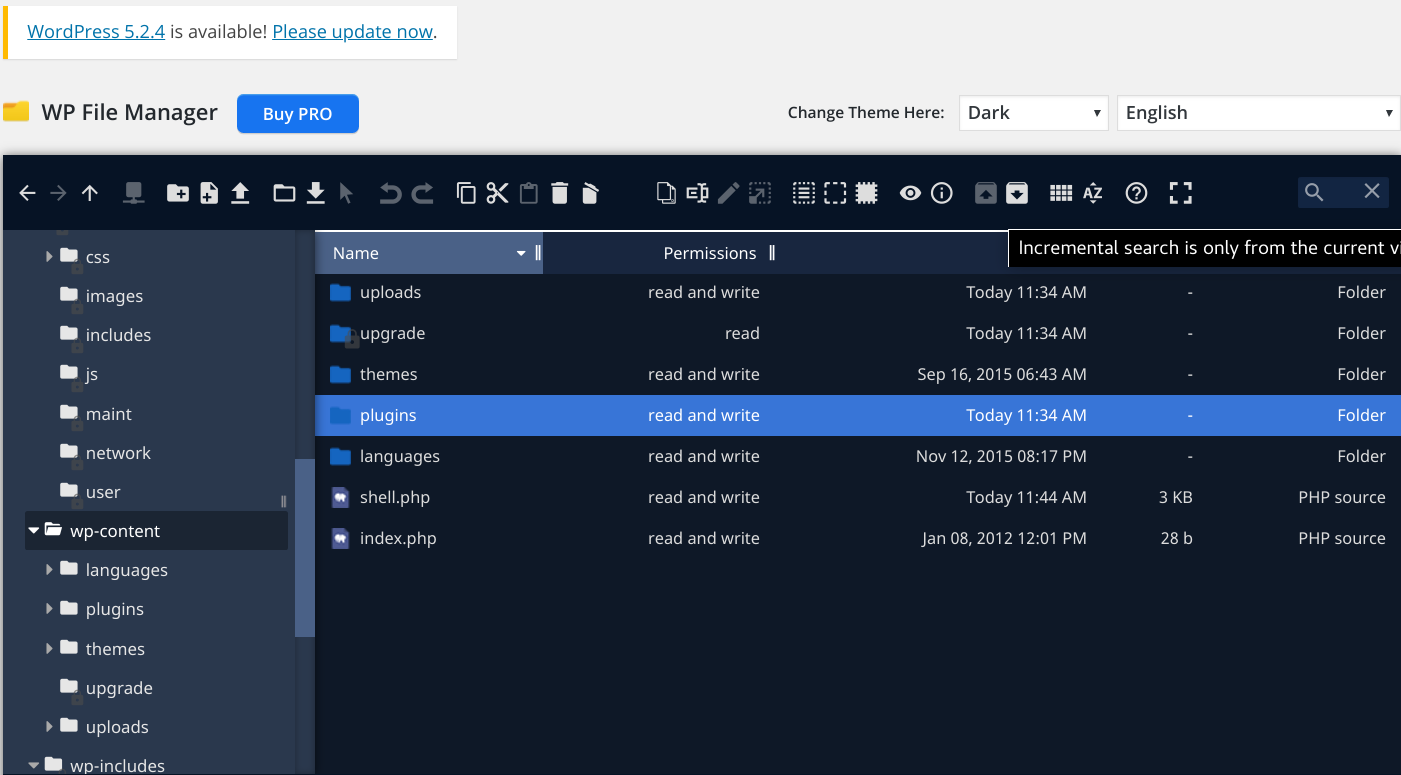 WordPress 5.2.4 is available! Please update now.
WP File Manager Buy PRO Change Theme Here: Dark English
Name Permissions
Incremental search is only from the current vi
css
images
includes
js
maint
network
user
wp-content
languages
plugins
themes
upgrade
uploads
wp-includes
uploads read and write Today 11:34 AM - Folder
upgrade read Today 11:34 AM - Folder
themes read and write Sep 16, 2015 06:43 AM - Folder
plugins read and write Today 11:34 AM - Folder
languages read and write Nov 12, 2015 08:17 PM - Folder
shell.php read and write Today 11:44 AM 3 KB PHP source
index.php read and write Jan 08, 2012 12:01 PM 28 b PHP source